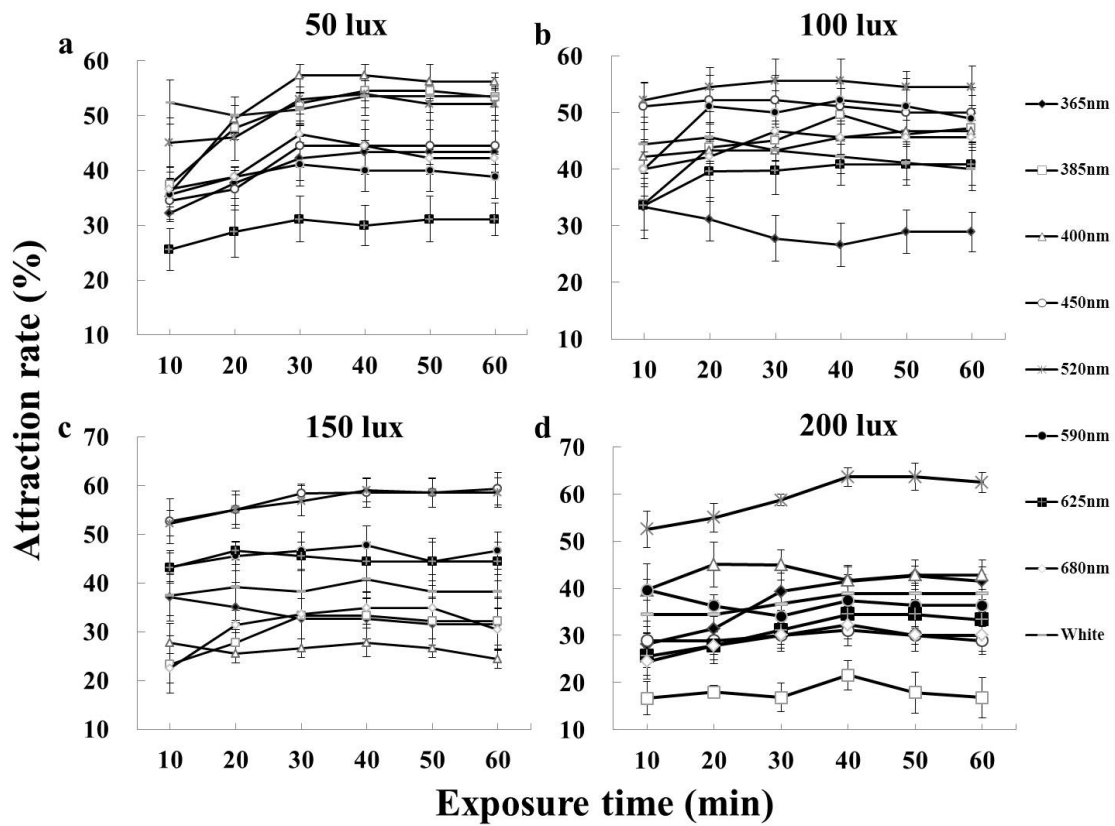 50 lux
100 lux
a
b
60
50
40
30
20
10
10 20 30 40 50 60
60
50
40
30
20
10
10 20 30 40 50 60
365nm
385nm
400nm
450nm
520nm
590nm
625nm
680nm
White
150 lux
200 lux
c
d
70
60
50
40
30
20
10
10 20 30 40 50 60
70
60
50
40
30
20
10
10 20 30 40 50 60
Attraction rate (%)
Exposure time (min)